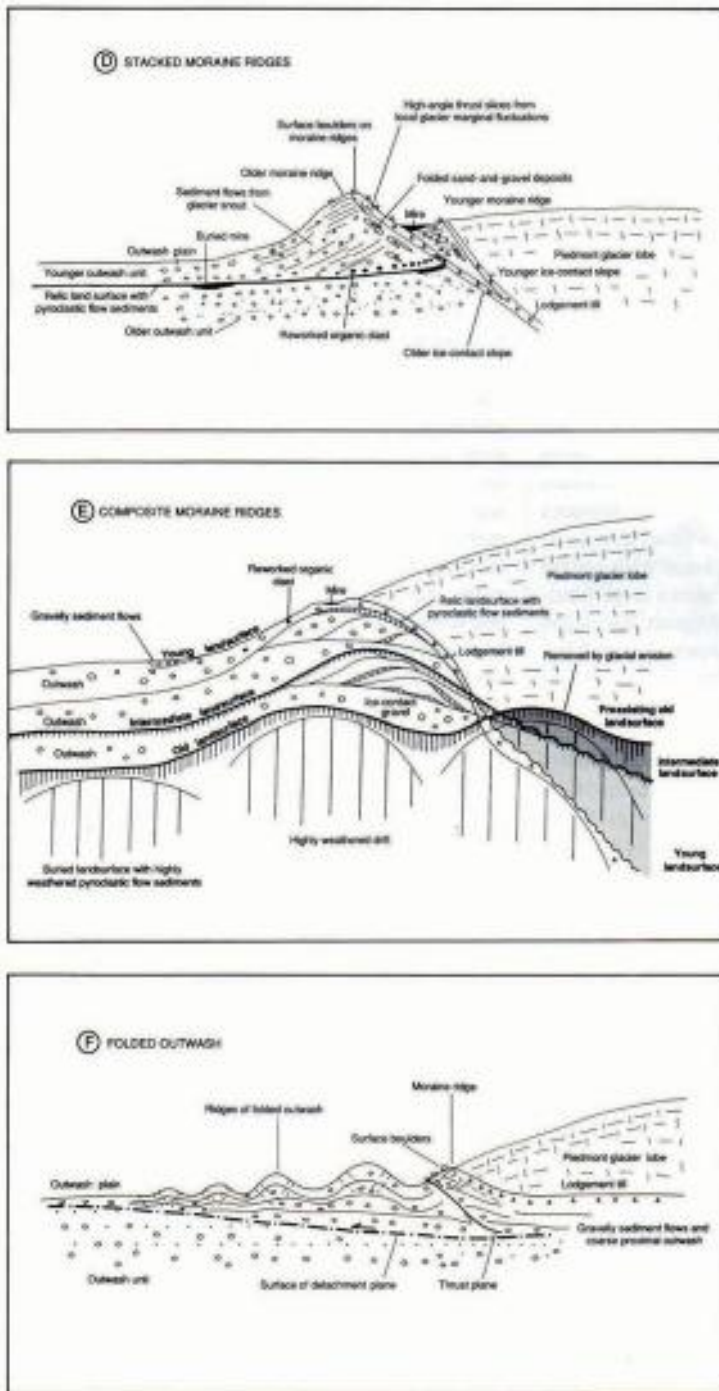 D STACKED MORAINE RIDGES
High-angle thrust slices from
local glacier marginal fluctuations
Surface boulders on
moraine ridges
Older moraine ridge
Folded sand-and-gravel deposits
Sediment flows from
glacier snout
Younger moraine ridge
Mire
Buried mire
Outwash plain
Piedmont glacier lobe
Younger outwash unit
Younger ice-contact slope
Relic land surface with
pyroclastic flow sediments
Lodgement till
Older outwash unit
Reworked organic
Older ice-contact slope
E COMPOSITE MORAINE RIDGES
Reworked organic
Mire
Piedmont glacier lobe
Gravelly sediment flows
Relic landsurface with
pyroclastic flow sediments
Young landsurface
Lodgement till
Removed by glacial erosion
Outwash
Ice-contact
gravel
Preexisting old
landsurface
Outwash
Intermediate landsurface
Outwash
Old landsurface
Intermediate
landsurface
Highly weathered drift
Young
landsurface
Buried landsurface with highly
weathered pyroclastic flow sediments
F FOLDED OUTWASH
Moraine ridge
Ridges of folded outwash
Surface boulders
Piedmont glacier lobe
Outwash plain
Lodgement till
Gravelly sediment flows and
coarse proximal outwash
Outwash unit
Surface of detachment plane
Thrust plane